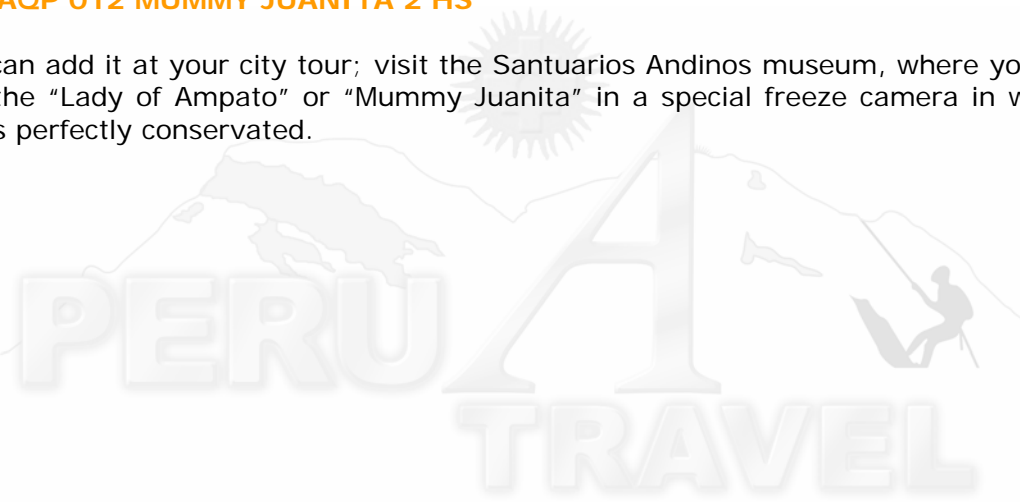 AQP 012 MUMMY JUANITA 2 HS
can add it at your city tour; visit the Santuarios Andinos museum, where yo
the “Lady of Ampato” or “Mummy Juanita” in a special freeze camera in w
s perfectly conservated.
PERU A
TRAVEL